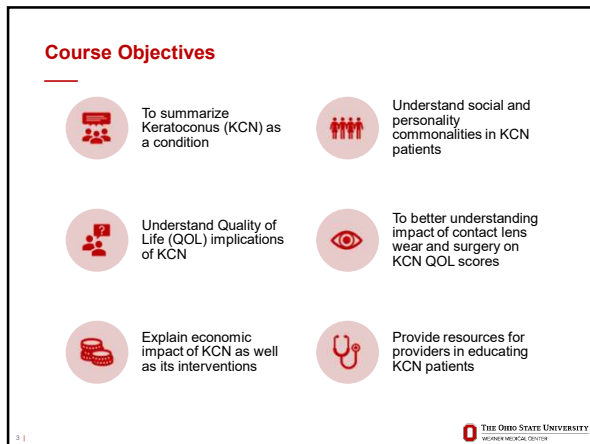 Course Objectives
To summarize
Keratoconus (KCN) as
a condition
Understand social and
personality
commonalities in KCN
patients
Understand Quality of
Life (QOL) implications
of KCN
To better understanding
impact of contact lens
wear and surgery on
KCN QOL scores
Explain economic
impact of KCN as well
as its interventions
Provide resources for
providers in educating
KCN patients
3 |
THE OHIO STATE UNIVERSITY
WEXNER MEDICAL CENTER